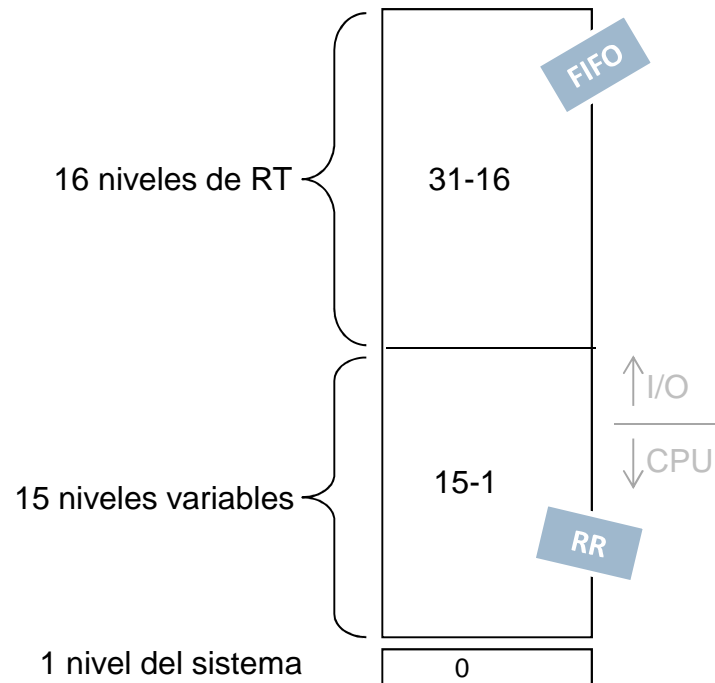 FIFO
16 niveles de RT
31-16
I/O
CPU
15 niveles variables
15-1
RR
1 nivel del sistema
0